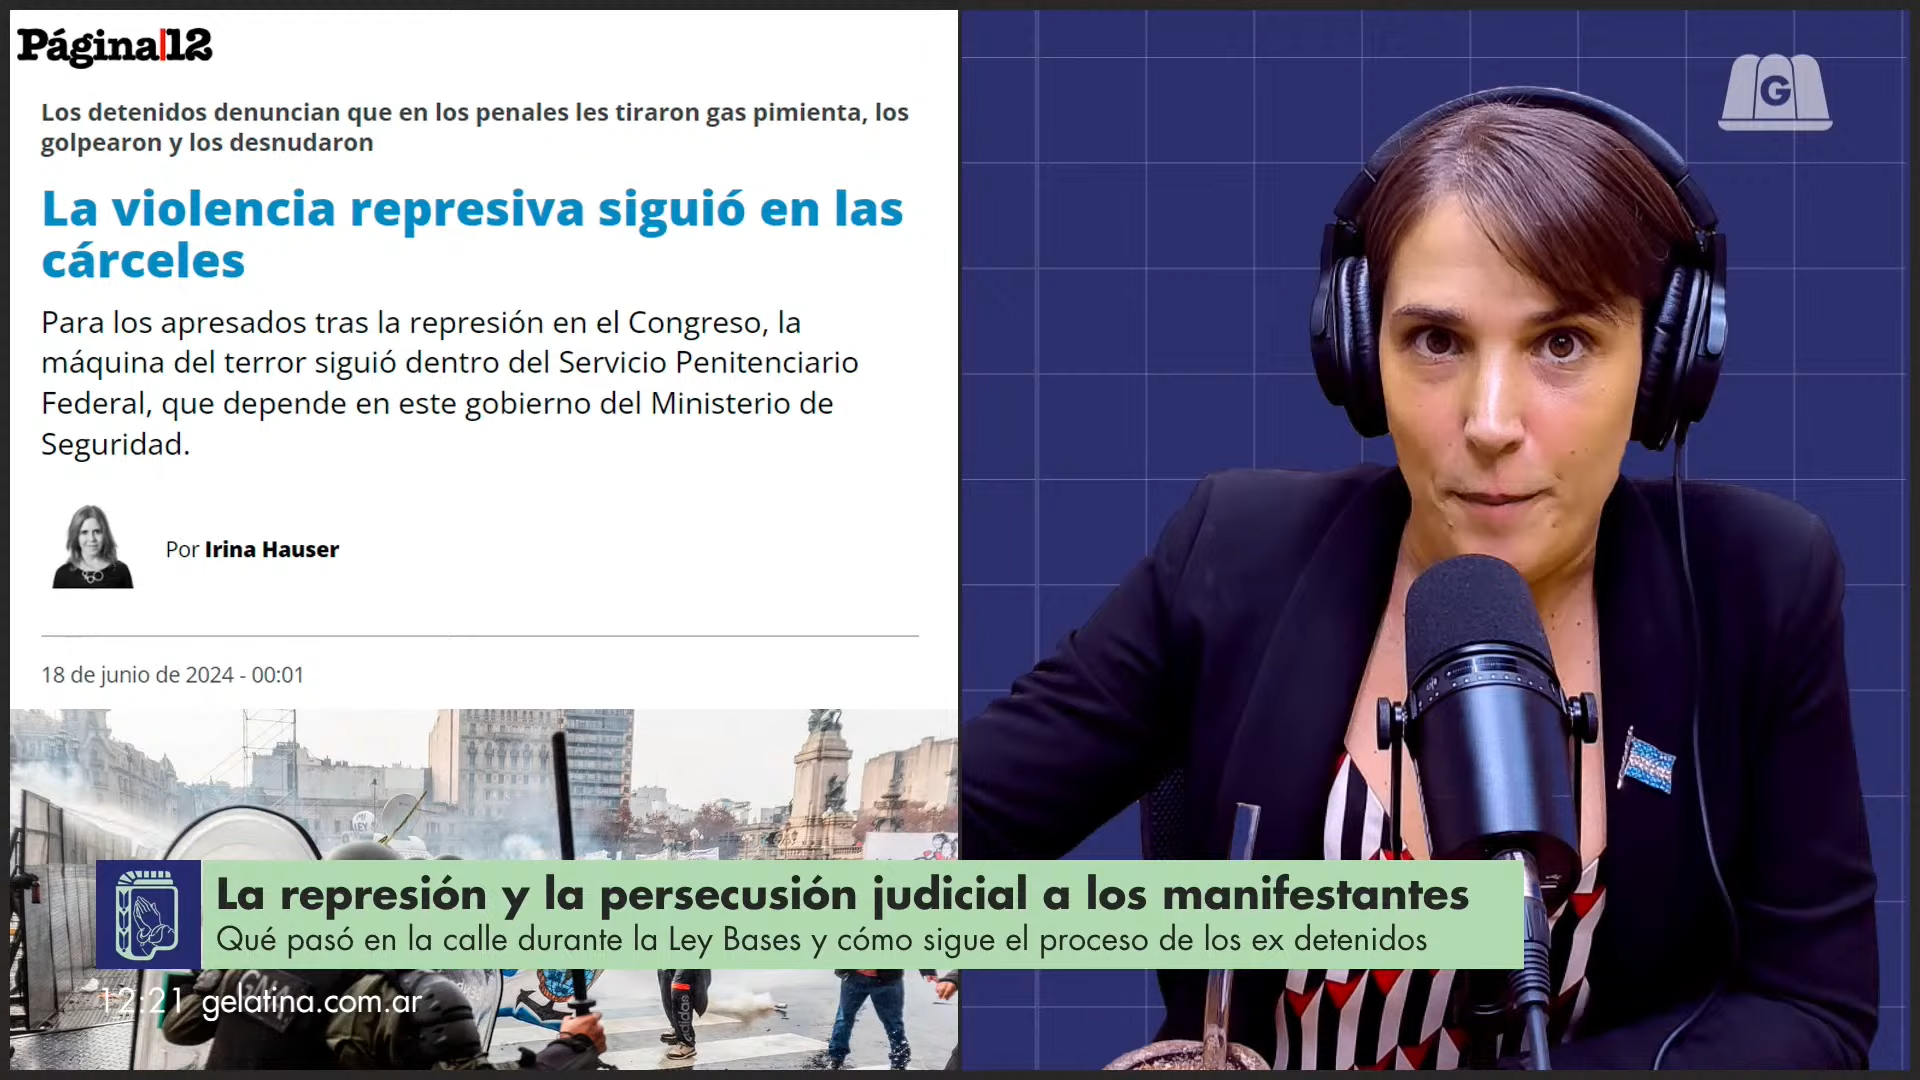 Página|12
Los detenidos denuncian que en los penales les tiraron gas pimienta, los
golpearon y los desnudaron
La violencia represiva siguió en las
cárceles
Para los apresados tras la represión en el Congreso, la
máquina del terror siguió dentro del Servicio Penitenciario
Federal, que depende en este gobierno del Ministerio de
Seguridad.
Por Irina Hauser
18 de junio de 2024 - 00:01
G
LEY
La represión y la persecusión judicial a los manifestantes
Qué pasó en la calle durante la Ley Bases y cómo sigue el proceso de los ex detenidos
12:21 gelatina.com.ar
adidas